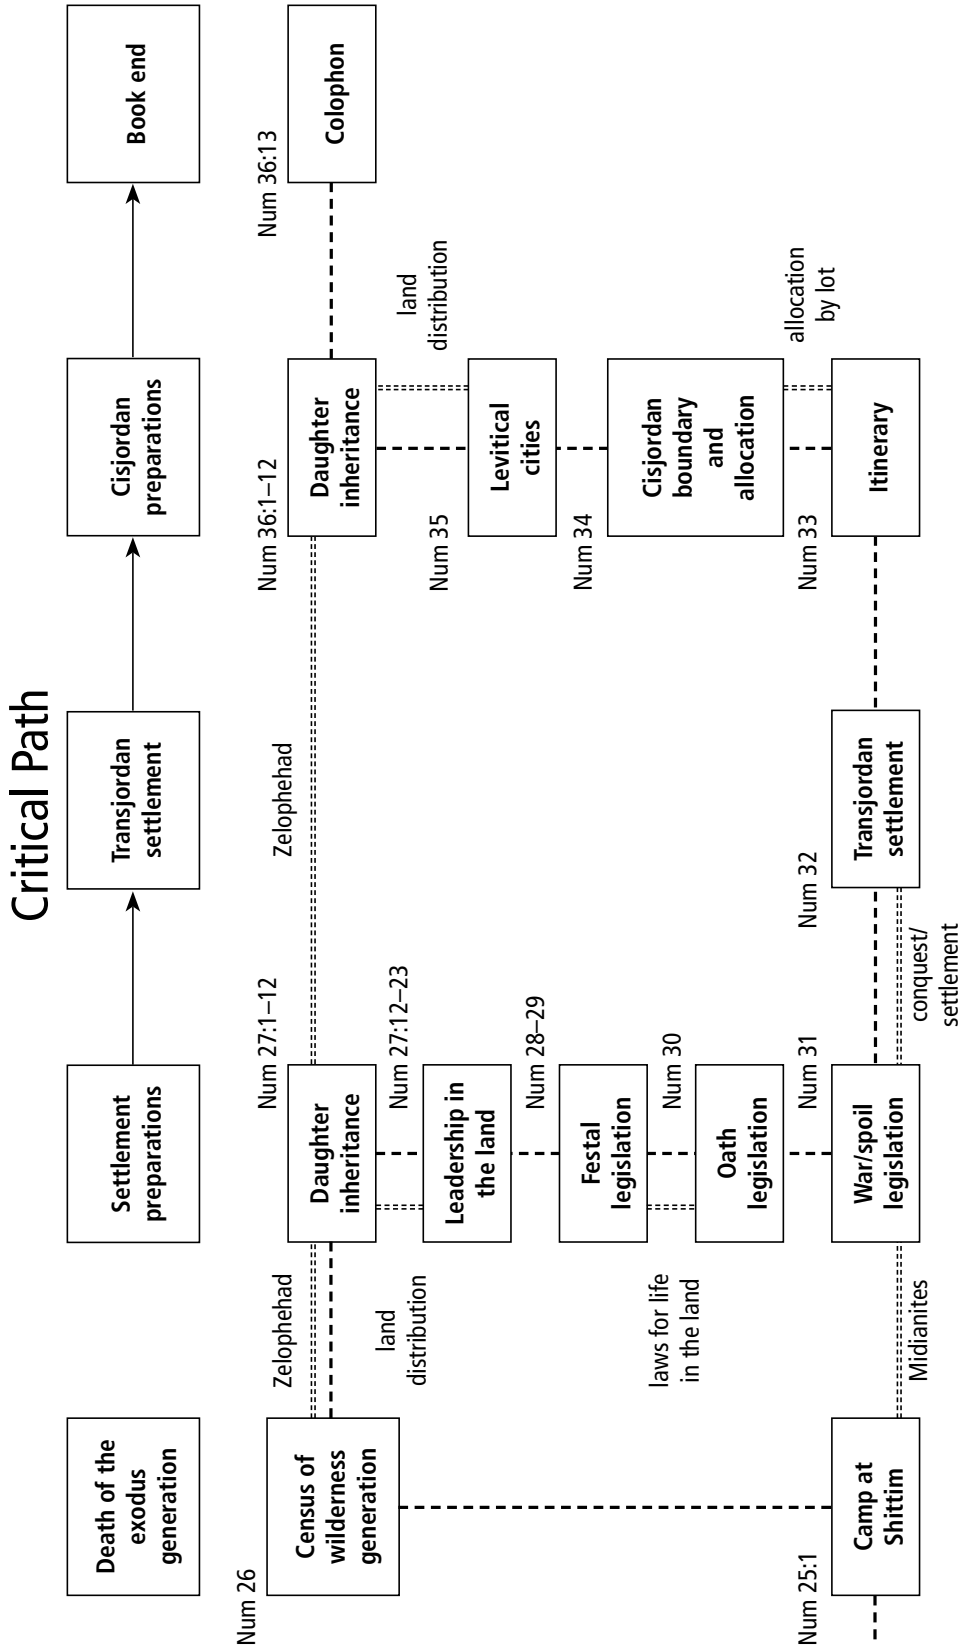 Critical Path
Death of the
exodus
generation
Settlement
preparations
Transjordan
settlement
Cisjordan
preparations
Book end
Num 26
Census of
wilderness
generation
Zelophehad
land
distribution
Num 27:1–12
Daughter
inheritance
Zelophehad
Num 36:1–12
Daughter
inheritance
Num 36:13
Colophon
Num 27:12–23
Leadership in
the land
land
distribution
Num 35
Levitical
cities
Num 28–29
Festal
legislation
Num 34
Cisjordan
boundary
and
allocation
laws for life
in the land
Num 30
Oath
legislation
allocation
by lot
Num 25:1
Camp at
Shittim
Midianites
Num 31
War/spoil
legislation
conquest/
settlement
Num 32
Transjordan
settlement
Num 33
Itinerary